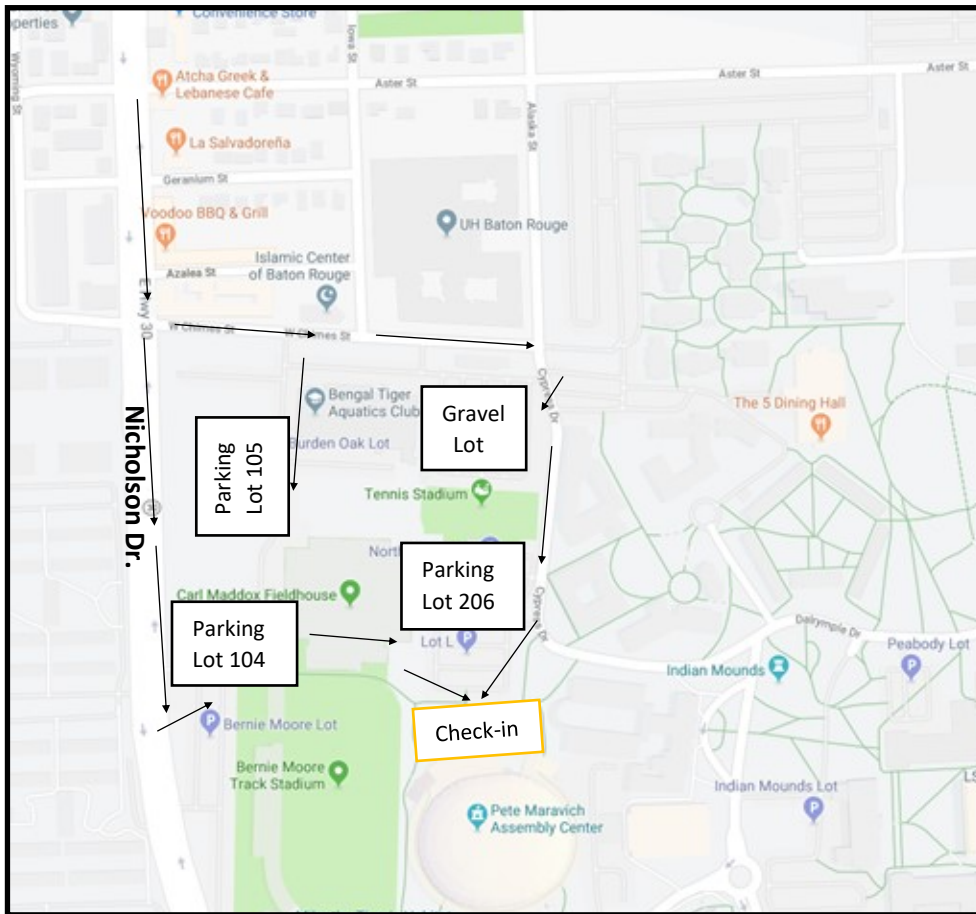 operties
Convenience Store
Iowa St
Wyoming St
Atcha Greek &
Lebanese Cafe
Aster St
Aster St
Aster St
Alaska St
La Salvadoreña
Geranium St
UH Baton Rouge
Voodoo BBQ & Grill
Islamic Center
of Baton Rouge
Azalea St
E Hwy 30
W Chimes St
W Chimes St
Cypress Dr
Bengal Tiger
Aquatics Club
Gravel
Lot
The 5 Dining Hall
Nicholson Dr.
Parking
Lot 105
Burden Oak Lot
Tennis Stadium
North
Parking
Lot 206
Carl Maddox Fieldhouse
Cypress Dr
Parking
Lot 104
Lot L
P
Dalrymple Dr
Indian Mounds
Peabody Lot
P
P
Bernie Moore Lot
Check-in
Bernie Moore
Track Stadium
Indian Mounds Lot
P
LS
Pete Maravich
Assembly Center